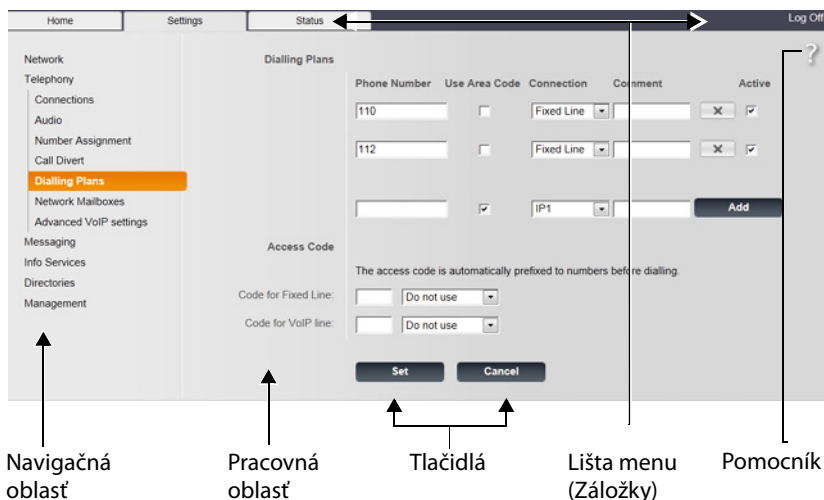 Home Settings Status Log Off
?
Network
Telephony
Connections
Audio
Number Assignment
Call Divert
Dialling Plans
Network Mailboxes
Advanced VoIP settings
Messaging
Info Services
Directories
Management
Dialling Plans
Phone Number Use Area Code Connection Comment Active
110 Fixed Line
112 Fixed Line
IP1 Add
Access Code
The access code is automatically prefixed to numbers before dialling.
Code for Fixed Line: Do not use
Code for VoIP line: Do not use
Set Cancel
Navigačná
oblasť
Pracovná
oblasť
Tlačidlá
Lišta menu
(Záložky)
Pomocník